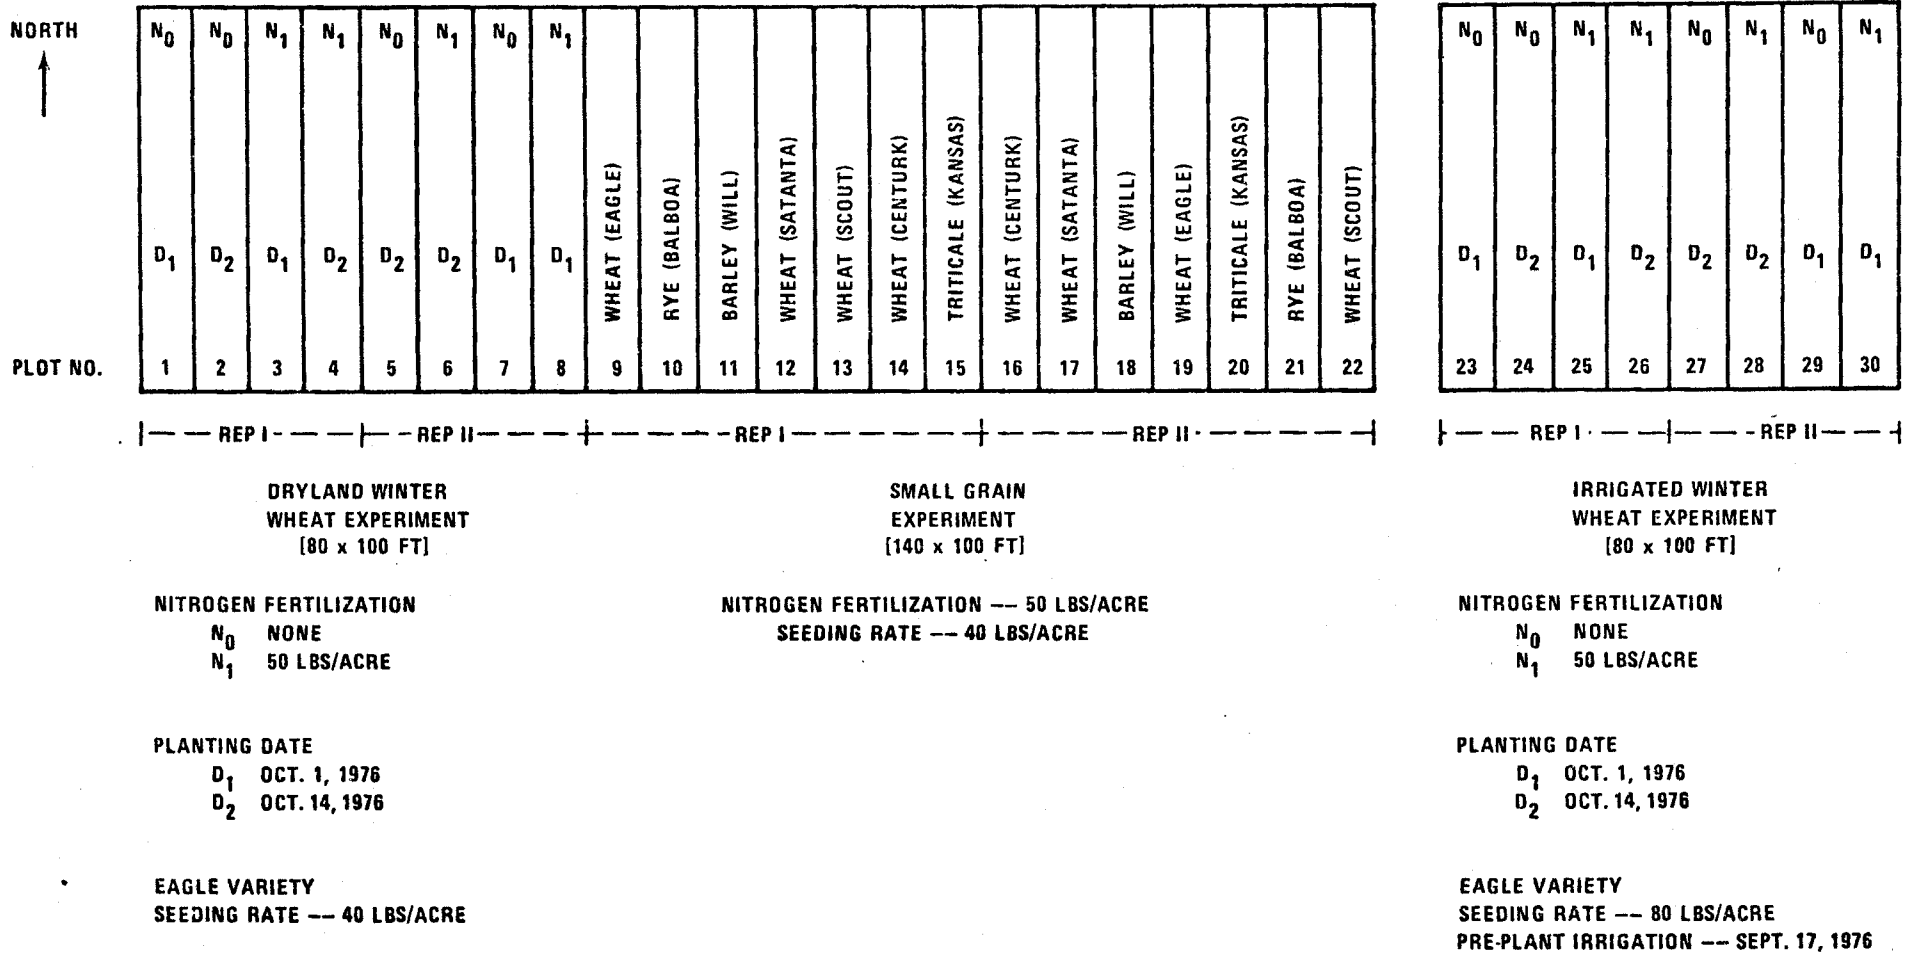 NORTH
N0 N0 N1 N1 N0 N1 N0 N1
N0 N0 N1 N1 N0 N1 N0 N1
D1 D2 D1 D2 D2 D2 D1 D1
WHEAT (EAGLE)
RYE (BALBOA)
BARLEY (WILL)
WHEAT (SATANTA)
WHEAT (SCOUT)
WHEAT (CENTURK)
TRITICALE (KANSAS)
WHEAT (CENTURK)
WHEAT (SATANTA)
BARLEY (WILL)
WHEAT (EAGLE)
TRITICALE (KANSAS)
RYE (BALBOA)
WHEAT (SCOUT)
D1 D2 D1 D2 D2 D2 D1 D1
PLOT NO. 1 2 3 4 5 6 7 8 9 10 11 12 13 14 15 16 17 18 19 20 21 22 23 24 25 26 27 28 29 30
REP I REP II REP I REP II REP I REP II
DRYLAND WINTER
WHEAT EXPERIMENT
[80 x 100 FT]
NITROGEN FERTILIZATION
N0 NONE
N1 50 LBS/ACRE
PLANTING DATE
D1 OCT. 1, 1976
D2 OCT. 14, 1976
EAGLE VARIETY
SEEDING RATE -- 40 LBS/ACRE
SMALL GRAIN
EXPERIMENT
[140 x 100 FT]
NITROGEN FERTILIZATION -- 50 LBS/ACRE
SEEDING RATE -- 40 LBS/ACRE
IRRIGATED WINTER
WHEAT EXPERIMENT
[80 x 100 FT]
NITROGEN FERTILIZATION
N0 NONE
N1 50 LBS/ACRE
PLANTING DATE
D1 OCT. 1, 1976
D2 OCT. 14, 1976
EAGLE VARIETY
SEEDING RATE -- 80 LBS/ACRE
PRE-PLANT IRRIGATION -- SEPT. 17, 1976